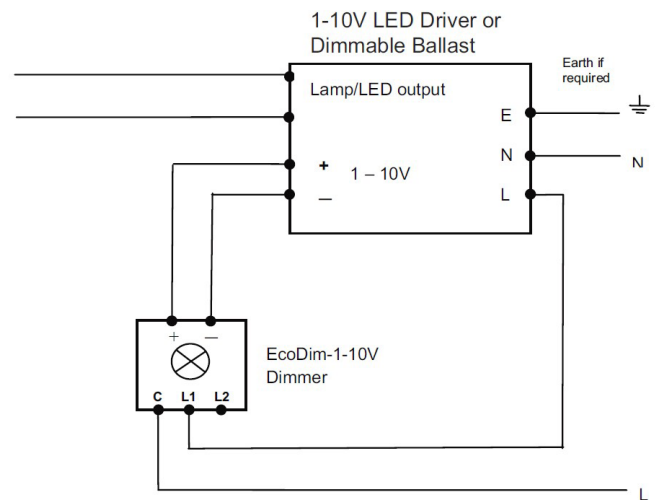 1-10V LED Driver or
Dimmable Ballast
Earth if
required
Lamp/LED output
E
N
N
+
1 – 10V
—
L
+ —
EcoDim-1-10V
Dimmer
C L1 L2
L